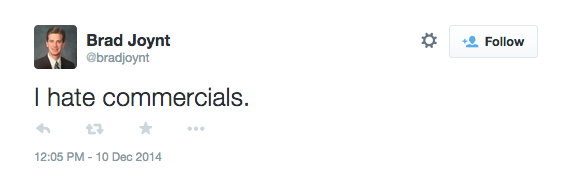 Brad Joynt
@bradjoynt
Follow
I hate commercials.
12:05 PM - 10 Dec 2014